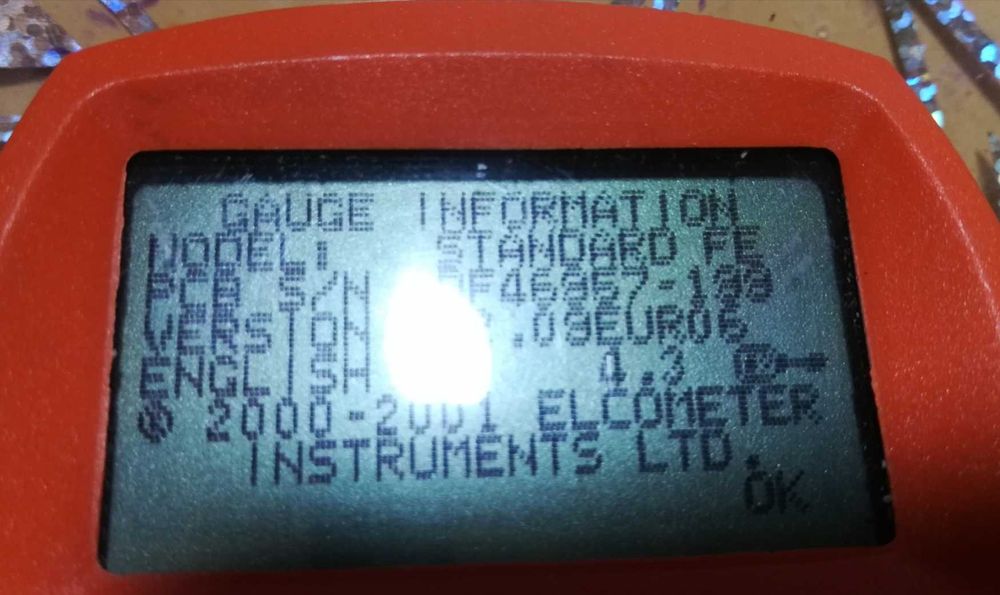 GAUGE INFORMATION
MODEL: STANDARD FE
PCB S/N
VERSION
ENGLISH 4.3
© 2000-2001 ELCOMETER
INSTRUMENTS LTD.
OK